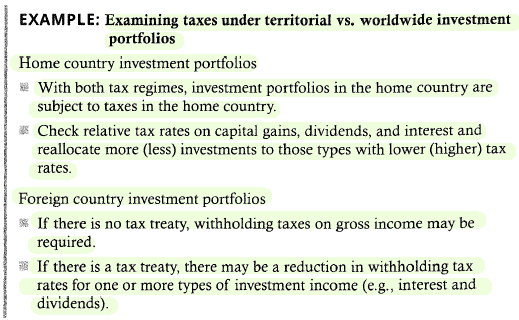 EXAMPLE: Examining taxes under territorial vs. worldwide investment
portfolios
Home country investment portfolios
With both tax regimes, investment portfolios in the home country are
subject to taxes in the home country.
Check relative tax rates on capital gains, dividends, and interest and
reallocate more (less) investments to those types with lower (higher) tax
rates.
Foreign country investment portfolios
If there is no tax treaty, withholding taxes on gross income may be
required.
If there is a tax treaty, there may be a reduction in withholding tax
rates for one or more types of investment income (e.g., interest and
dividends).